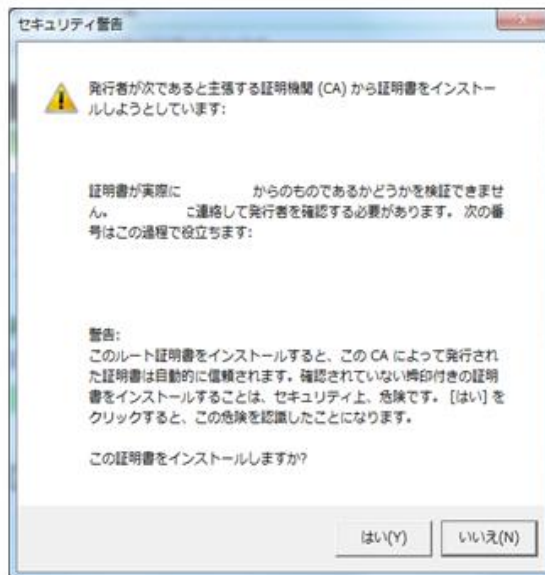 セキュリティ警告
発行者が次であると主張する証明機関 (CA) から証明書をインストー
ルしようとしています:
証明書が実際に からのものであるかどうかを検証できませ
ん。 に連絡して発行者を確認する必要があります。 次の番
号はこの過程で役立ちます:
警告:
このルート証明書をインストールすると、この CA によって発行され
た証明書は自動的に信頼されます。確認されていない拇印付きの証明
書をインストールすることは、セキュリティ上、危険です。 [はい] を
クリックすると、この危険を認識したことになります。
この証明書をインストールしますか?
はい(Y)
いいえ(N)